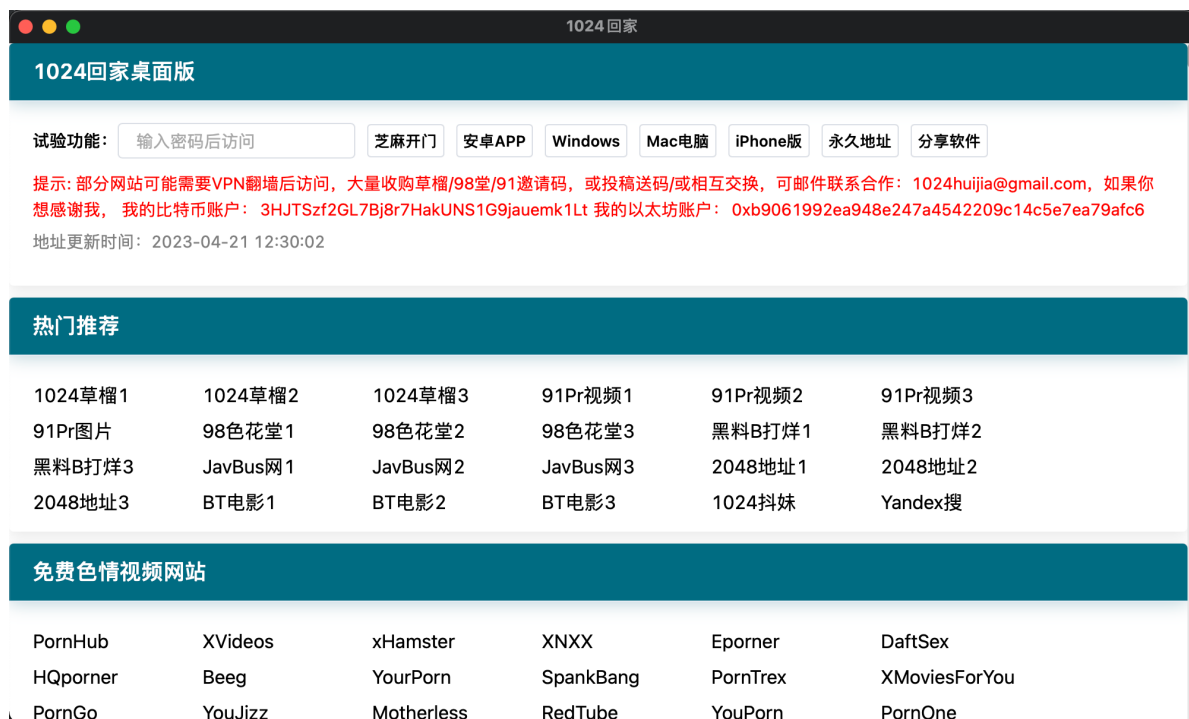 1024回家
1024回家桌面版
试验功能： 输入密码后访问 芝麻开门 安卓APP Windows Mac电脑 iPhone版 永久地址 分享软件
提示: 部分网站可能需要VPN翻墙后访问，大量收购草榴/98堂/91邀请码，或投稿送码/或相互交换，可邮件联系合作：1024huijia@gmail.com，如果你
想感谢我， 我的比特币账户： 3HJTSzf2GL7Bj8r7HakUNS1G9jauemk1Lt 我的以太坊账户： 0xb9061992ea948e247a4542209c14c5e7ea79afc6
地址更新时间：2023-04-21 12:30:02
热门推荐
1024草榴1 1024草榴2 1024草榴3 91Pr视频1 91Pr视频2 91Pr视频3
91Pr图片 98色花堂1 98色花堂2 98色花堂3 黑料B打烊1 黑料B打烊2
黑料B打烊3 JavBus网1 JavBus网2 JavBus网3 2048地址1 2048地址2
2048地址3 BT电影1 BT电影2 BT电影3 1024抖妹 Yandex搜
免费色情视频网站
PornHub XVideos xHamster XNXX Eporner DaftSex
HQporner Beeg YourPorn SpankBang PornTrex XMoviesForYou
PornGo YouJizz Motherless RedTube YouPorn PornOne